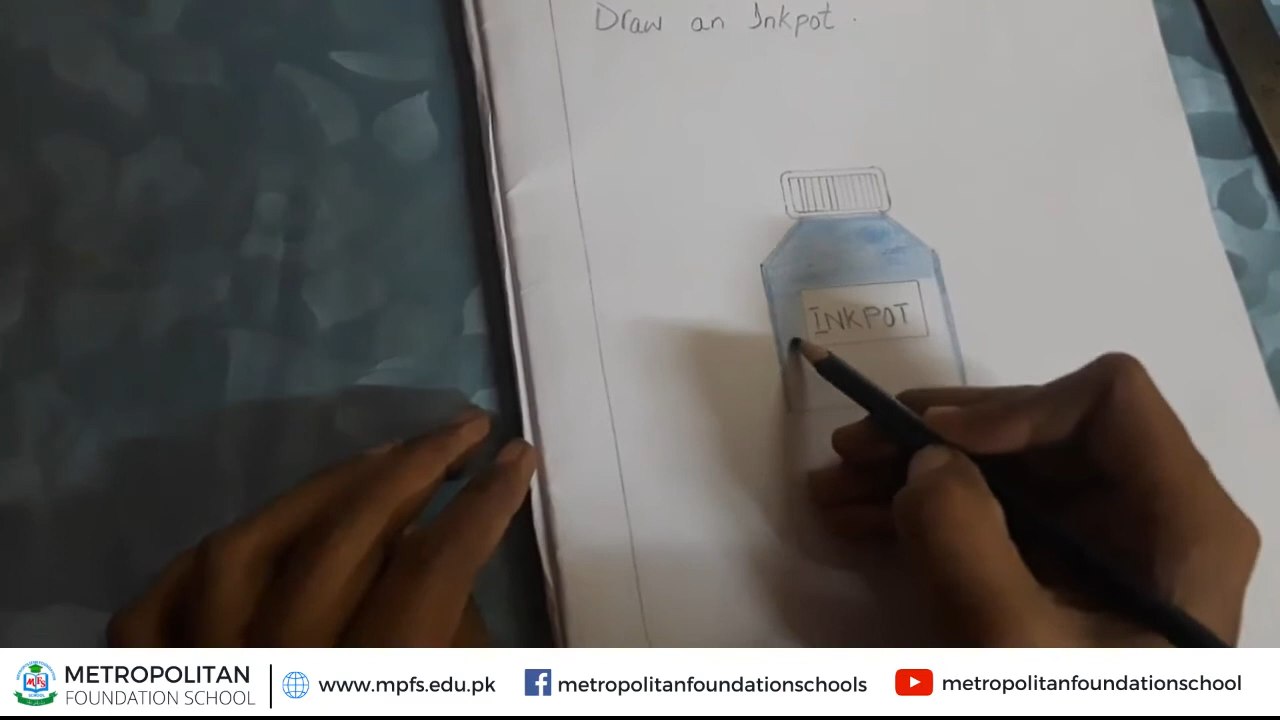 Draw an Inkpot.
INKPOT
METROPOLITAN
FOUNDATION SCHOOL
www.mpfs.edu.pk
metropolitanfoundationschools
metropolitanfoundationschool